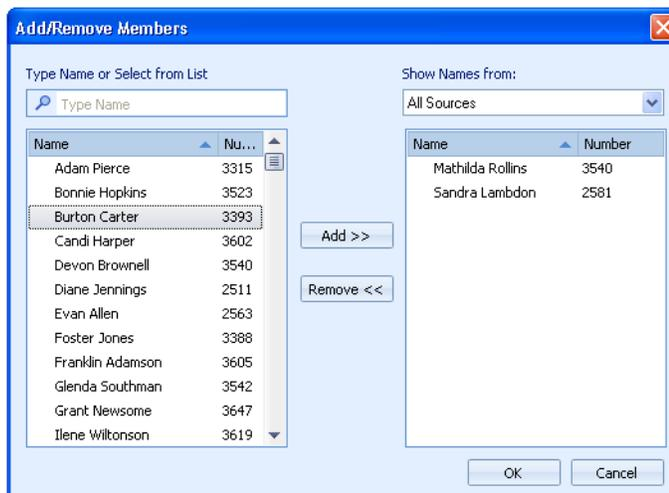 Add/Remove Members
Type Name or Select from List
Show Names from:
Type Name
All Sources
Name Nu...
Adam Pierce 3315
Bonnie Hopkins 3523
Burton Carter 3393
Candi Harper 3602
Devon Brownell 3540
Diane Jennings 2511
Evan Allen 2563
Foster Jones 3388
Franklin Adamson 3605
Glenda Southman 3542
Grant Newsome 3647
Ilene Wiltonson 3619
Add >>
Remove <<
Name Number
Mathilda Rollins 3540
Sandra Lambdon 2581
OK
Cancel